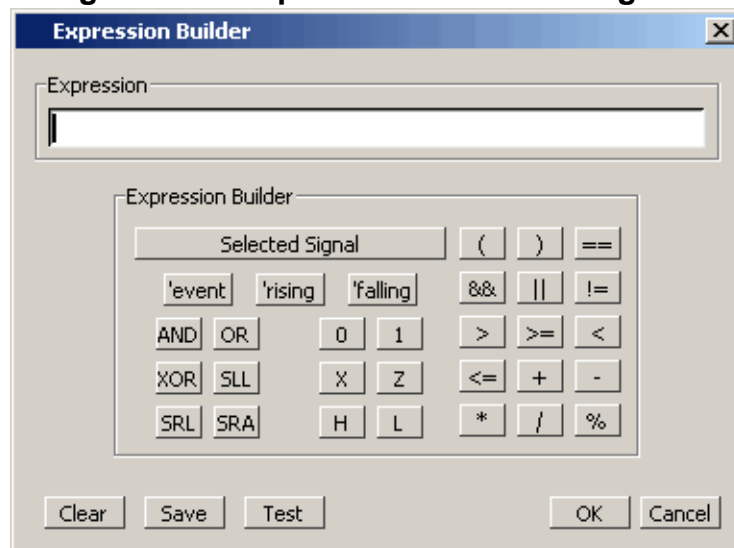 Expression Builder
Expression
Expression Builder
Selected Signal ( ) ==
'event 'rising 'falling && || !=
AND OR 0 1 > >= <
XOR SLL X Z <= + -
SRL SRA H L * / %
Clear Save Test OK Cancel